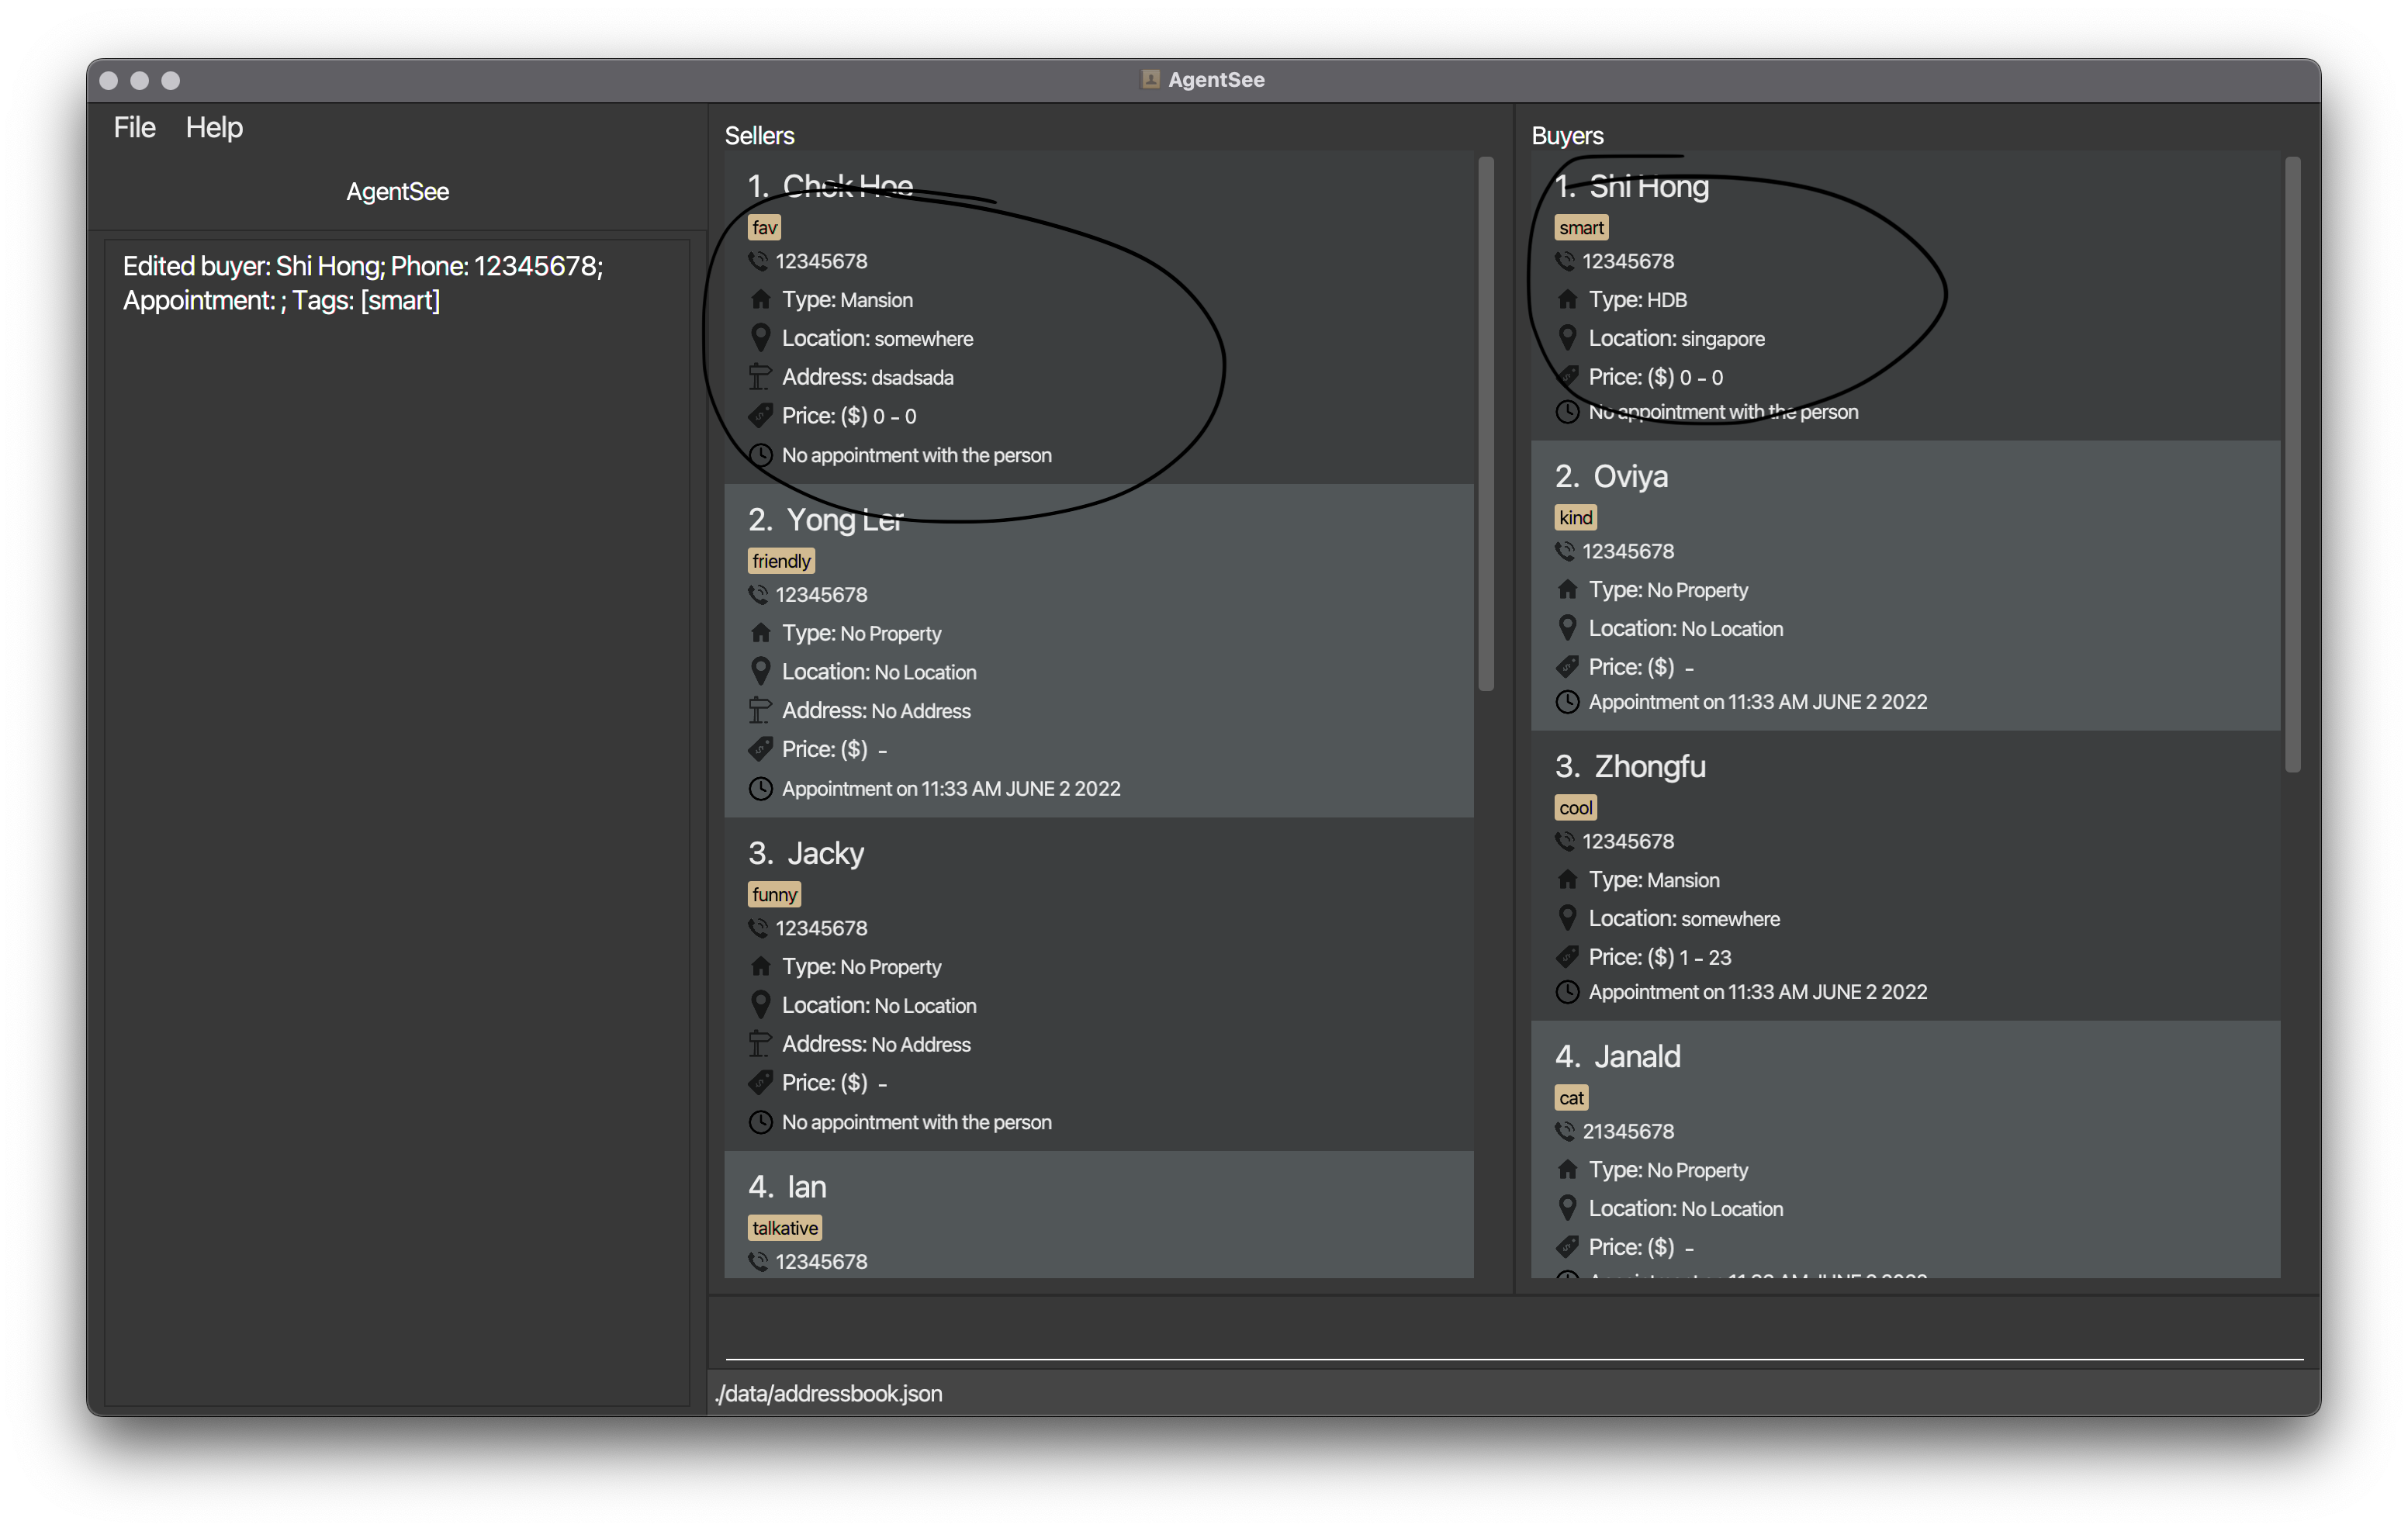 AgentSee
File Help
AgentSee
Edited buyer: Shi Hong; Phone: 12345678;
Appointment: ; Tags: [smart]
Sellers
1. Chok Hoe
fav
12345678
Type: Mansion
Location: somewhere
Address: dsadsada
Price: ($) 0 - 0
No appointment with the person
2. Yong Ler
friendly
12345678
Type: No Property
Location: No Location
Address: No Address
Price: ($) -
Appointment on 11:33 AM JUNE 2 2022
3. Jacky
funny
12345678
Type: No Property
Location: No Location
Address: No Address
Price: ($) -
No appointment with the person
4. Ian
talkative
12345678
Buyers
1. Shi Hong
smart
12345678
Type: HDB
Location: singapore
Price: ($) 0 - 0
No appointment with the person
2. Oviya
kind
12345678
Type: No Property
Location: No Location
Price: ($) -
Appointment on 11:33 AM JUNE 2 2022
3. Zhongfu
cool
12345678
Type: Mansion
Location: somewhere
Price: ($) 1 - 23
Appointment on 11:33 AM JUNE 2 2022
4. Janald
cat
21345678
Type: No Property
Location: No Location
Price: ($) -
./data/addressbook.json